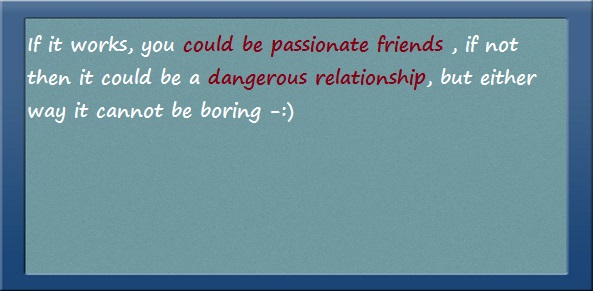 If it works, you could be passionate friends , if not
then it could be a dangerous relationship, but either
way it cannot be boring -:)